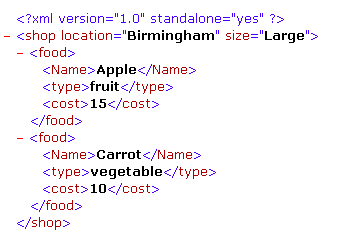 <?xml version="1.0" standalone="yes" ?>
- <shop location="Birmingham" size="Large">
- <food>
<Name>Apple</Name>
<type>fruit</type>
<cost>15</cost>
</food>
- <food>
<Name>Carrot</Name>
<type>vegetable</type>
<cost>10</cost>
</food>
</shop>